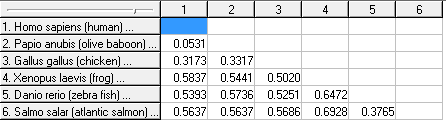 1 2 3 4 5 6
1. Homo sapiens (human) ...
2. Papio anubis (olive baboon) ... 0.0531
3. Gallus gallus (chicken) ... 0.3173 0.3317
4. Xenopus laevis (frog) ... 0.5837 0.5441 0.5020
5. Danio rerio (zebra fish) ... 0.5393 0.5736 0.5251 0.6472
6. Salmo salar (atlantic salmon) ... 0.5637 0.5637 0.5686 0.6928 0.3765